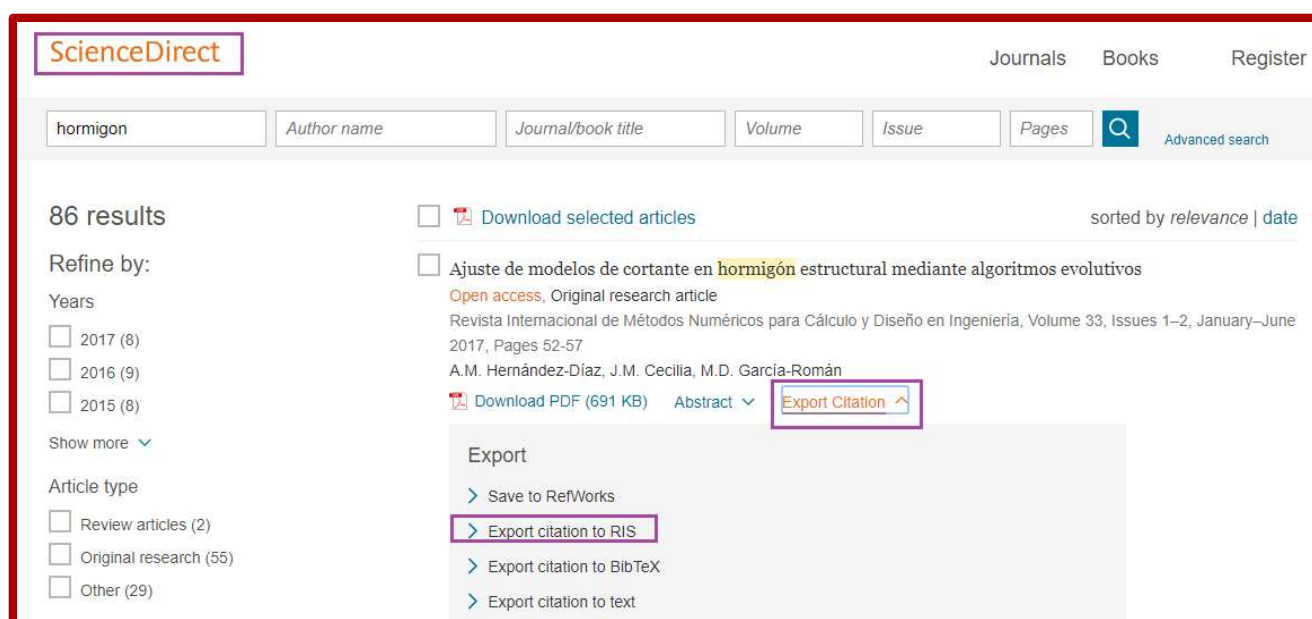 ScienceDirect
Journals Books Register
hormigon Author name Journal/book title Volume Issue Pages Advanced search
86 results
Download selected articles
sorted by relevance | date
Refine by:
Years
2017 (8)
2016 (9)
2015 (8)
Show more
Article type
Review articles (2)
Original research (55)
Other (29)
Ajuste de modelos de cortante en hormigón estructural mediante algoritmos evolutivos
Open access, Original research article
Revista Internacional de Métodos Numéricos para Cálculo y Diseño en Ingeniería, Volume 33, Issues 1–2, January–June
2017, Pages 52-57
A.M. Hernández-Díaz, J.M. Cecilia, M.D. García-Román
Download PDF (691 KB) Abstract Export Citation
Export
Save to RefWorks
Export citation to RIS
Export citation to BibTeX
Export citation to text